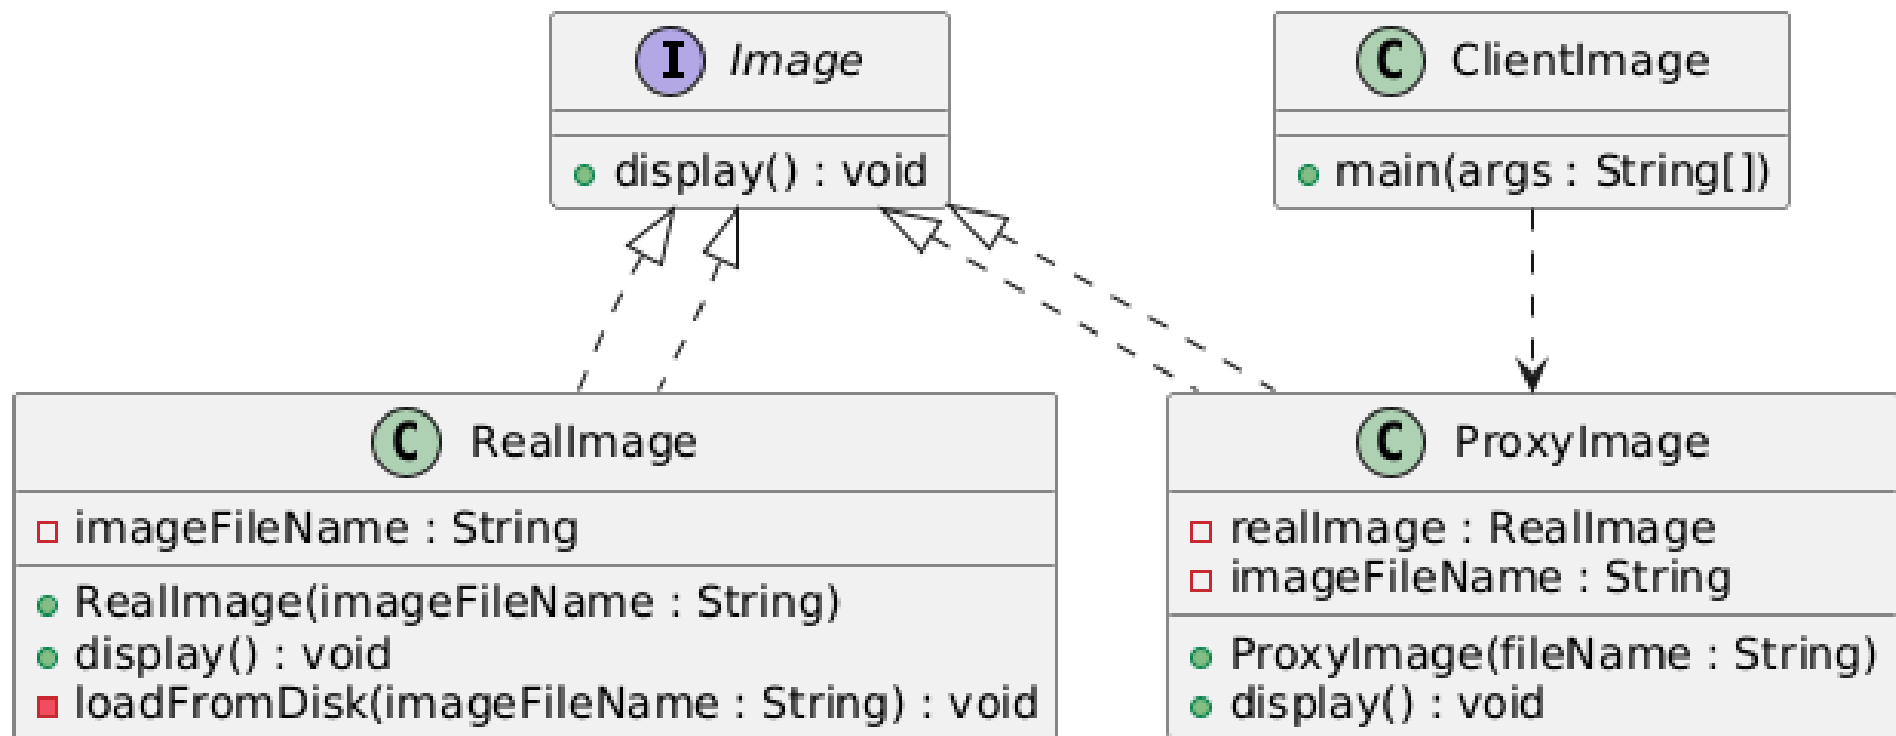 I Image
display() : void
C ClientImage
main(args : String[])
C RealImage
imageFileName : String
RealImage(imageFileName : String)
display() : void
loadFromDisk(imageFileName : String) : void
C ProxyImage
realImage : RealImage
imageFileName : String
ProxyImage(fileName : String)
display() : void